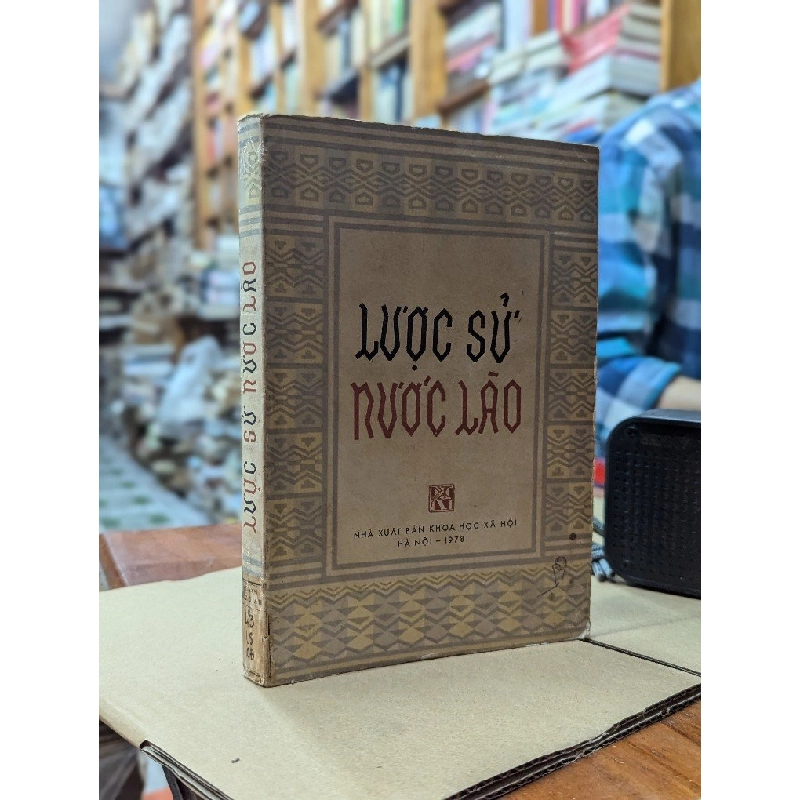 LƯỢC SỬ
NƯỚC LÀO
NHÀ XUẤT BẢN KHOA HỌC XÃ HỘI
HÀ NỘI - 1978
LƯỢC SỬ NƯỚC LÀO